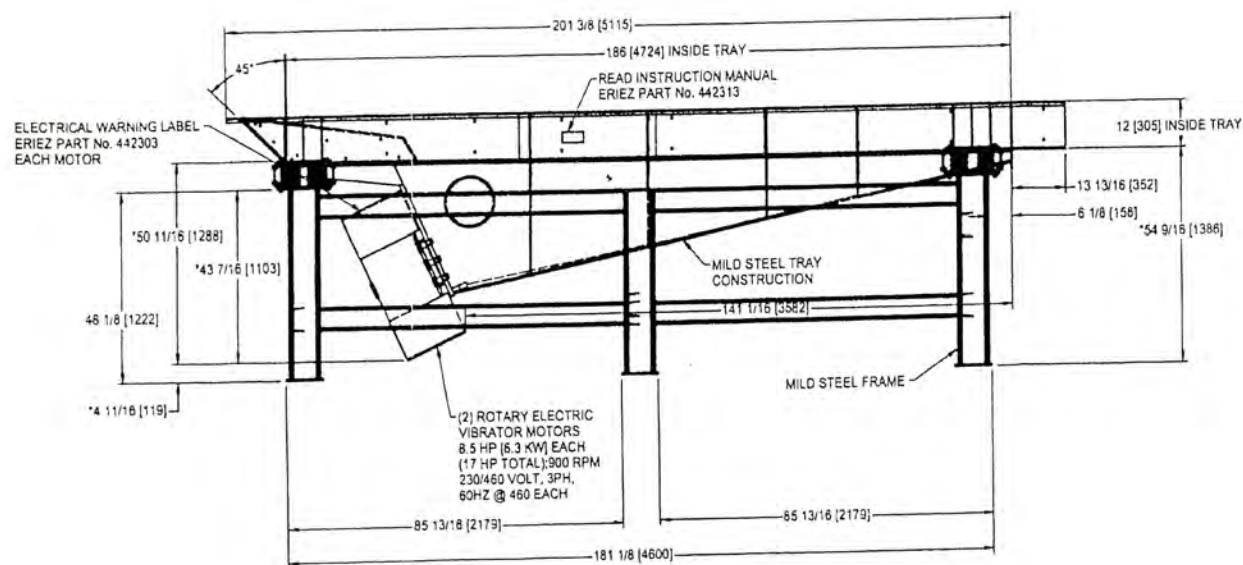 201 3/8 [5115]
186 [4724] INSIDE TRAY
45°
READ INSTRUCTION MANUAL
ERIEZ PART No. 442313
ELECTRICAL WARNING LABEL
ERIEZ PART No. 442303
EACH MOTOR
12 [305] INSIDE TRAY
13 13/16 [352]
6 1/8 [156]
*54 9/16 [1386]
*50 11/16 [1288]
*43 7/16 [1103]
MILD STEEL TRAY
CONSTRUCTION
141 1/16 [3582]
48 1/8 [1222]
MILD STEEL FRAME
*4 11/16 [119]
(2) ROTARY ELECTRIC
VIBRATOR MOTORS
8.5 HP [6.3 KW] EACH
(17 HP TOTAL);900 RPM
230/460 VOLT, 3PH,
60HZ @ 460 EACH
85 13/16 [2179]
85 13/16 [2179]
181 1/8 [4600]